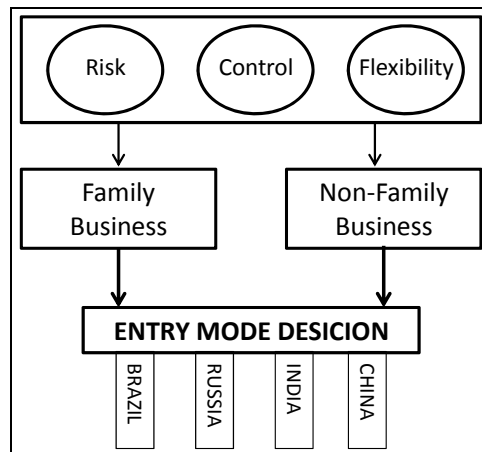 Risk
Control
Flexibility
Family
Business
Non-Family
Business
ENTRY MODE DESICION
BRAZIL
RUSSIA
INDIA
CHINA